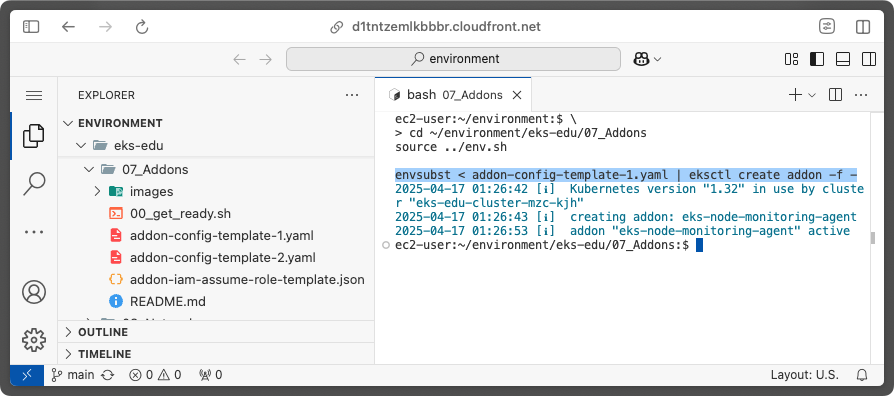 d1tntzemlkbbbr.cloudfront.net
environment
EXPLORER
ENVIRONMENT
eks-edu
07_Addons
images
00_get_ready.sh
addon-config-template-1.yaml
addon-config-template-2.yaml
addon-iam-assume-role-template.json
README.md
OUTLINE
TIMELINE
bash 07_Addons
ec2-user:~/environment:$ \
> cd ~/environment/eks-edu/07_Addons
source ../env.sh
envsubst < addon-config-template-1.yaml | eksctl create addon -f -
2025-04-17 01:26:42 [ℹ]  Kubernetes version "1.32" in use by cluste
r "eks-edu-cluster-mzc-kjh"
2025-04-17 01:26:43 [ℹ]  creating addon: eks-node-monitoring-agent
2025-04-17 01:26:53 [ℹ]  addon "eks-node-monitoring-agent" active
ec2-user:~/environment/eks-edu/07_Addons:$
main 0 0 0 Layout: U.S.